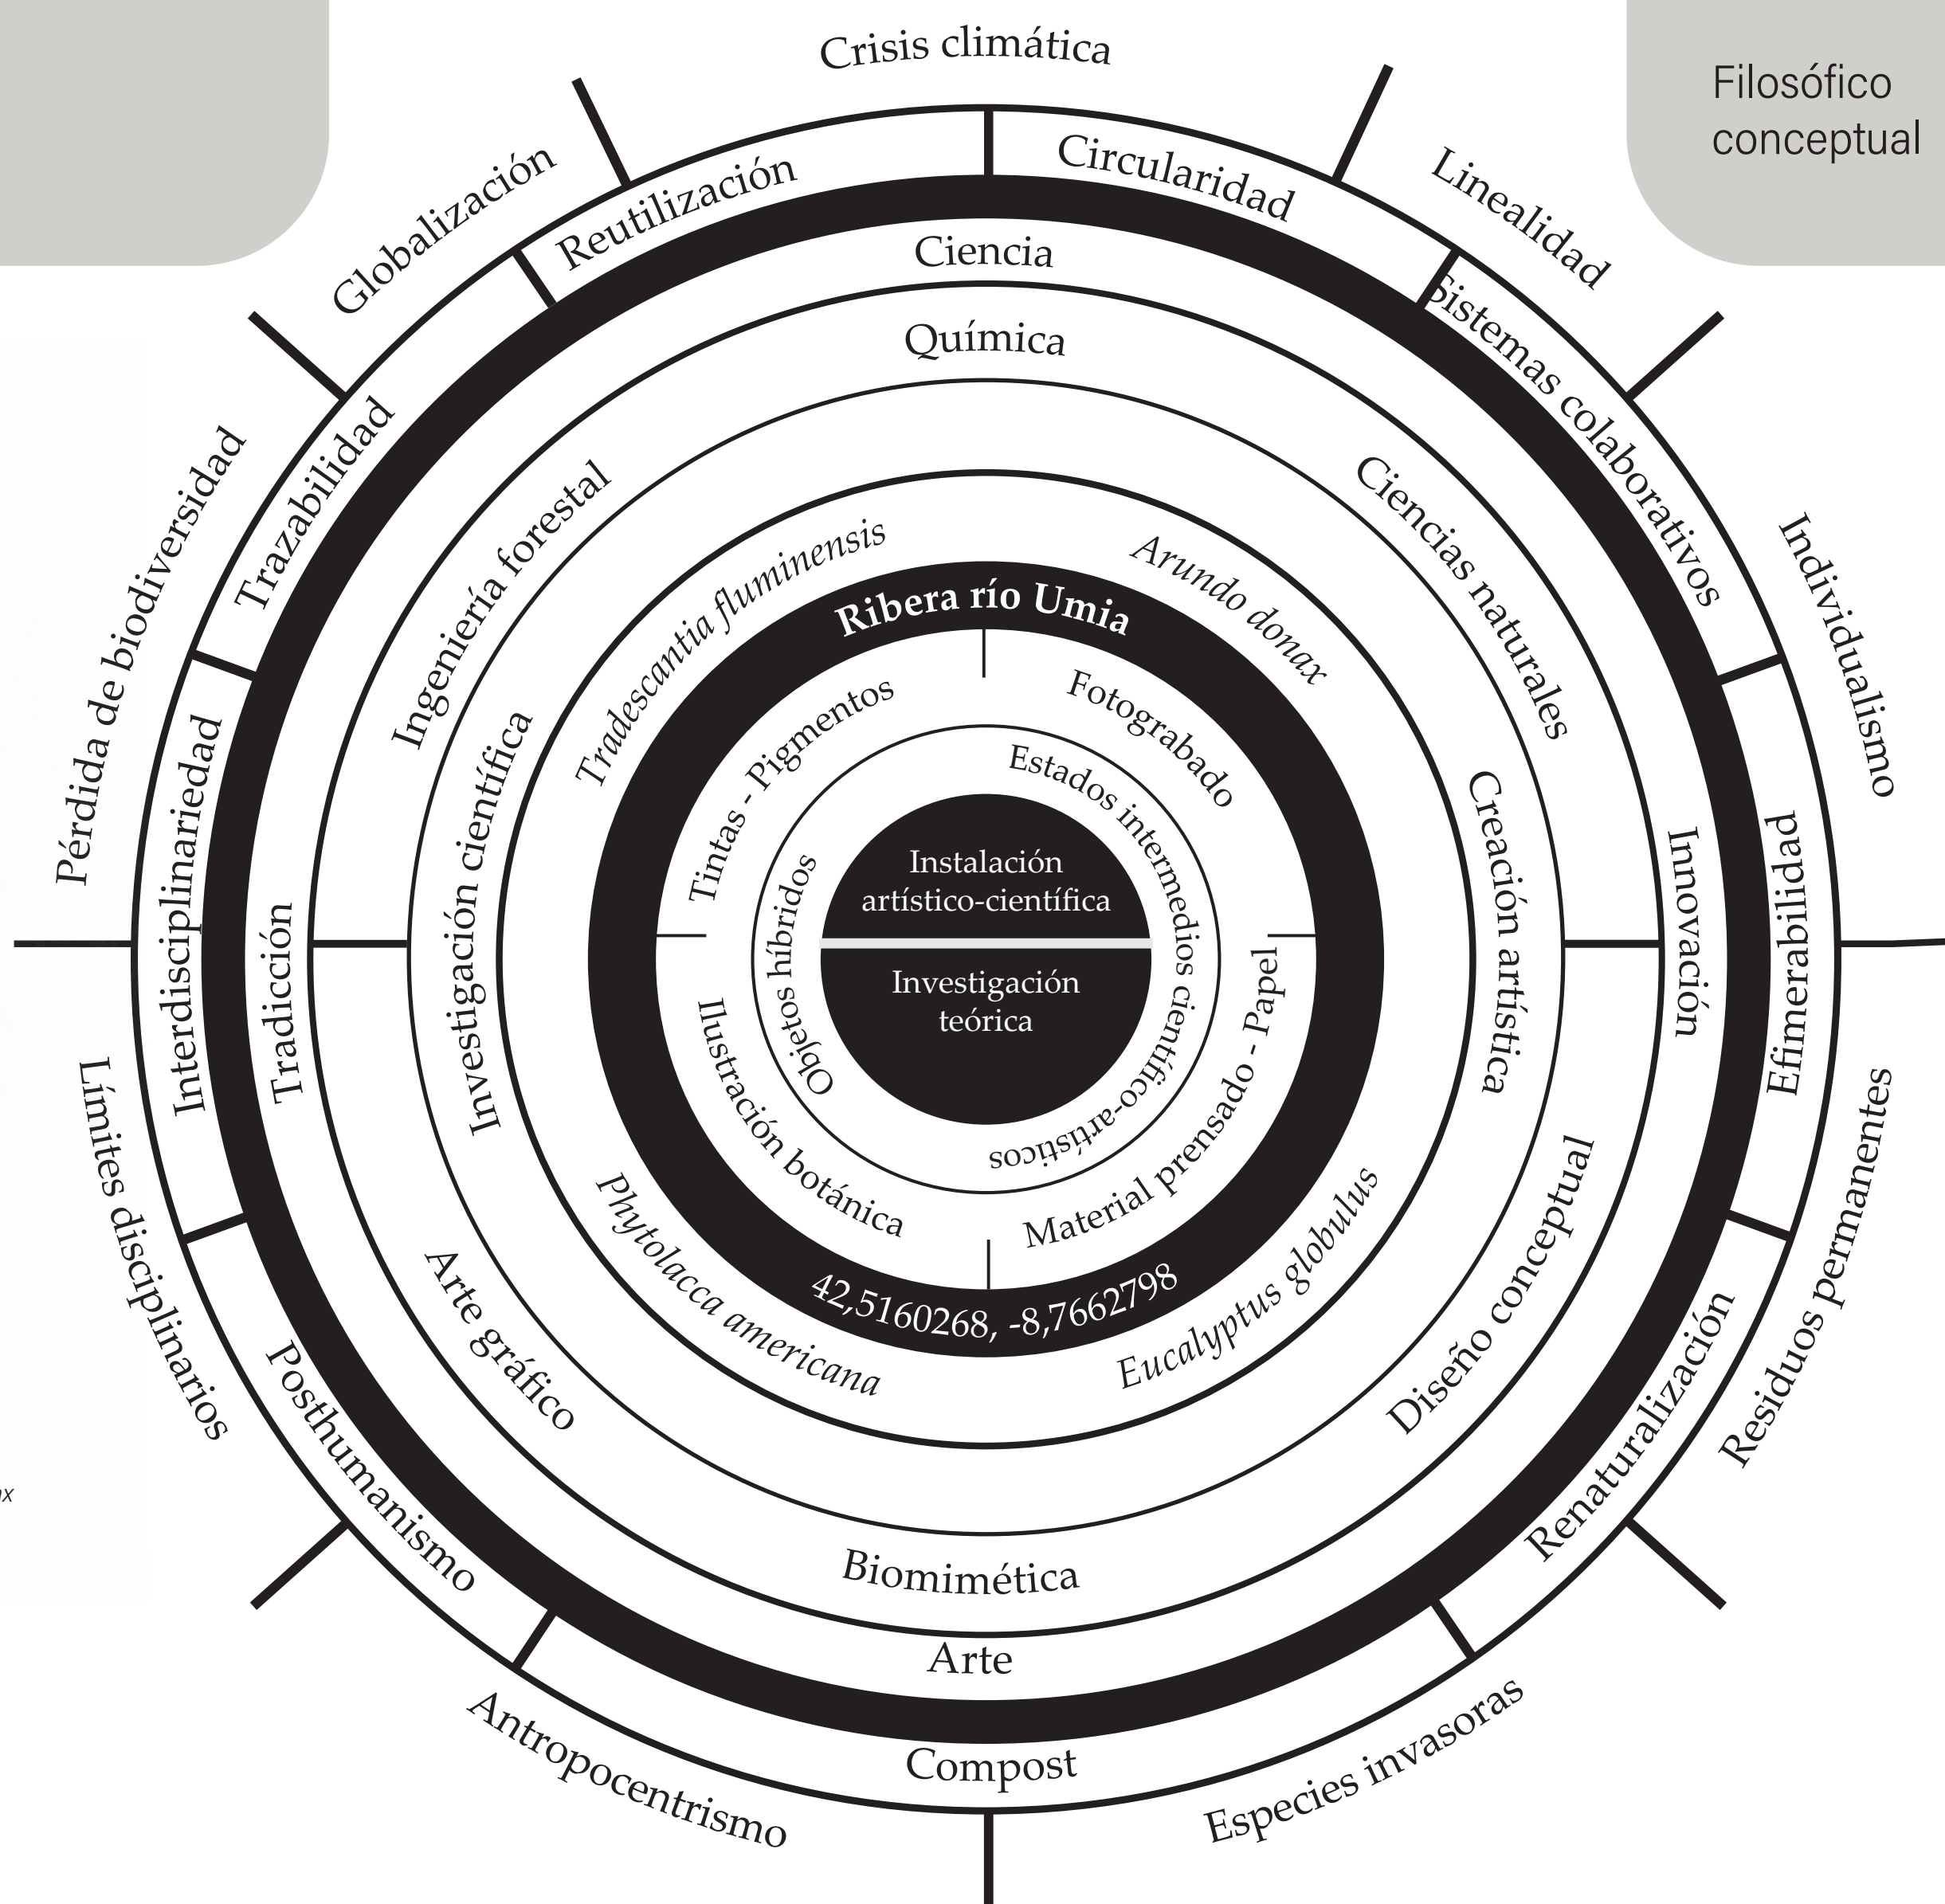 Filosófico
conceptual
Crisis climática
Linealidad
Individualismo
Residuos permanentes
Especies invasoras
Antropocentrismo
Límites disciplinarios
Pérdida de biodiversidad
Globalización
Circularidad
Sistemas colaborativos
Efimerabilidad
Renaturalización
Compost
Posthumanismo
Interdisciplinariedad
Trazabilidad
Reutilización
Ciencia
Innovación
Arte
Tradicción
Química
Ciencias naturales
Diseño conceptual
Biomimética
Arte gráfico
Ingeniería forestal
Creación artística
Investigación científica
Tradescantia fluminensis
Arundo donax
Eucalyptus globulus
Phytolacca americana
Ribera río Umia
42,5160268, -8,7662798
Tintas - Pigmentos
Fotograbado
Material prensado - Papel
Ilustración botánica
Objetos híbridos
Estados intermedios científico-artísticos
Instalación
artístico-científica
Investigación
teórica